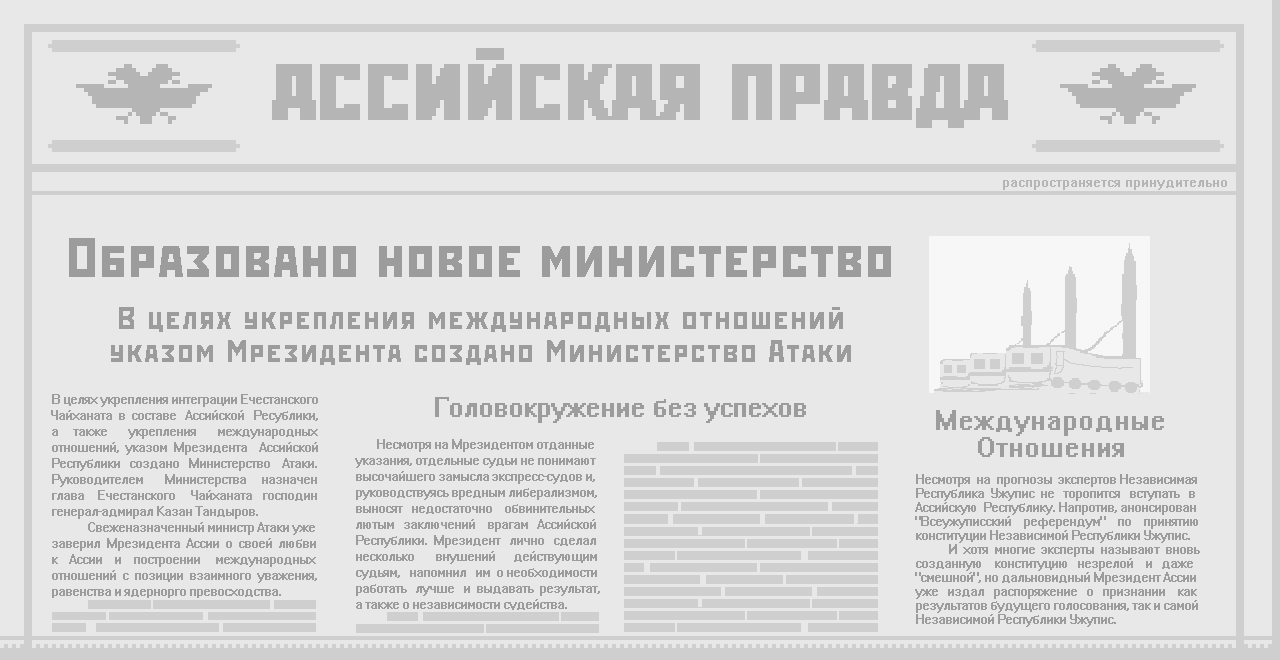 АССИЙСКАЯ ПРАВДА
распространяется принудительно
Образовано новое министерство
В целях укрепления международных отношений
указом Мрезидента создано Министерство Атаки
В целях укрепления интеграции Ечестанского
Чайханата в составе Ассийской Ресублики,
а также укрепления международных
отношений, указом Мрезидента Ассийской
Республики создано Министерство Атаки.
Руководителем Министрства назначен
глава Ечестанского Чайханата господин
генерал-адмирал Казан Тандыров.
Свеженазначенный министр Атаки уже
заверил Мрезидента Ассии о своей любви
к Ассии и построении международных
отношений с позиции взаимного уважения,
равенства и ядерного превосходства.
Головокружение без успехов
Несмотря на Мрезидентом отданные
указания, отдельные судьи не понимают
высочайшего замысла экспресс-судов и,
руководствуясь вредным либерализмом,
выносят недостаточно обвинительных
лютым заключений врагам Ассийской
Республики. Мрезидент лично сделал
несколько внушений действующим
судьям, напомнил им о необходимости
работать лучше и выдавать результат,
а также о независимости судейства.
Международные
Отношения
Несмотря на прогнозы экспертов Независимая
Республика Ужупис не торопится вступать в
Ассийскую Республику. Напротив, анонсирован
"Всеужуписский референдум" по принятию
конституции Независимой Республики Ужупис.
И хотя многие эксперты называют вновь
созданную конституцию незрелой и даже
"смешной", но дальновидный Мрезидент Ассии
уже издал распоряжение о признании как
результатов будущего голосования, так и самой
Независимой Республики Ужупис.